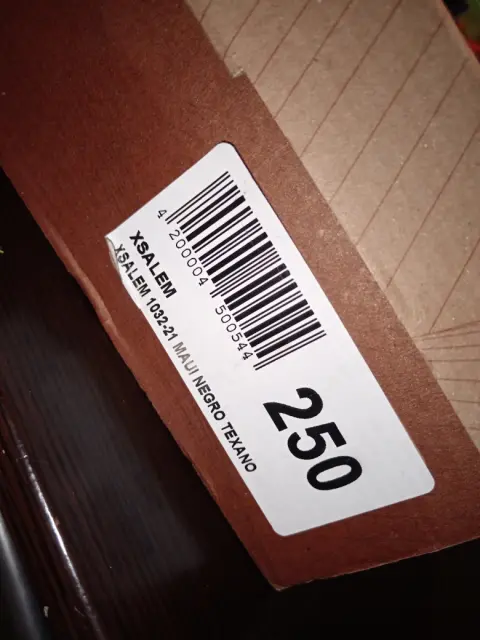 4 200004 500544
XSALEM
XSALEM 1032-21 MAUI NEGRO TEXANO
250